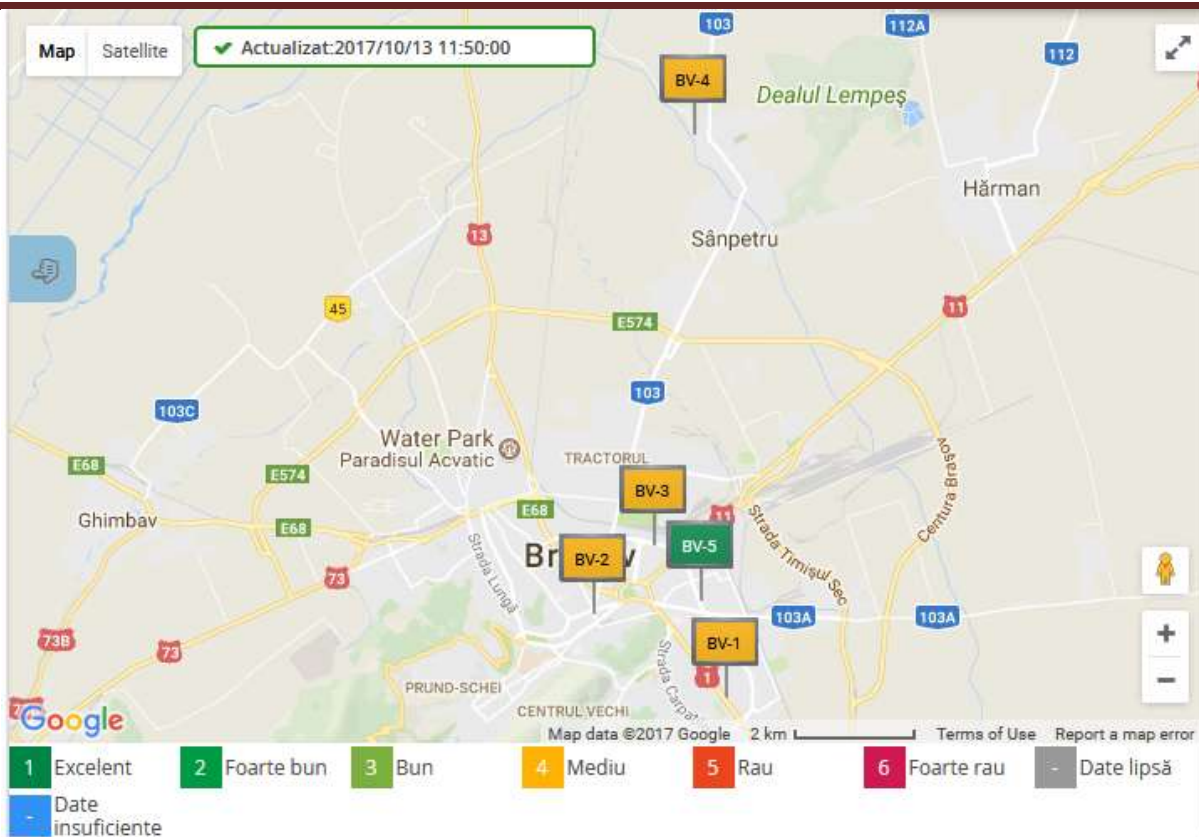 Map Satellite
Actualizat:2017/10/13 11:50:00
103
112A
112
BV-4
Dealul Lempeș
Hărman
Sânpetru
13
45
11
E574
103
103C
Water Park
Paradisul Acvatic
TRACTORUL
E68
E574
Ghimbav
BV-3
E68
11
E68
Strada Timișul Sec
Centura Brașov
BV-5
BV-2
Strada Lungă
73
103A
103A
73B
73
BV-1
1
PRUND-SCHEI
CENTRUL VECHI
Google
Map data ©2017 Google 2 km Terms of Use Report a map error
1 Excelent 2 Foarte bun 3 Bun 4 Mediu 5 Rau 6 Foarte rau - Date lipsă
- Date
insuficiente